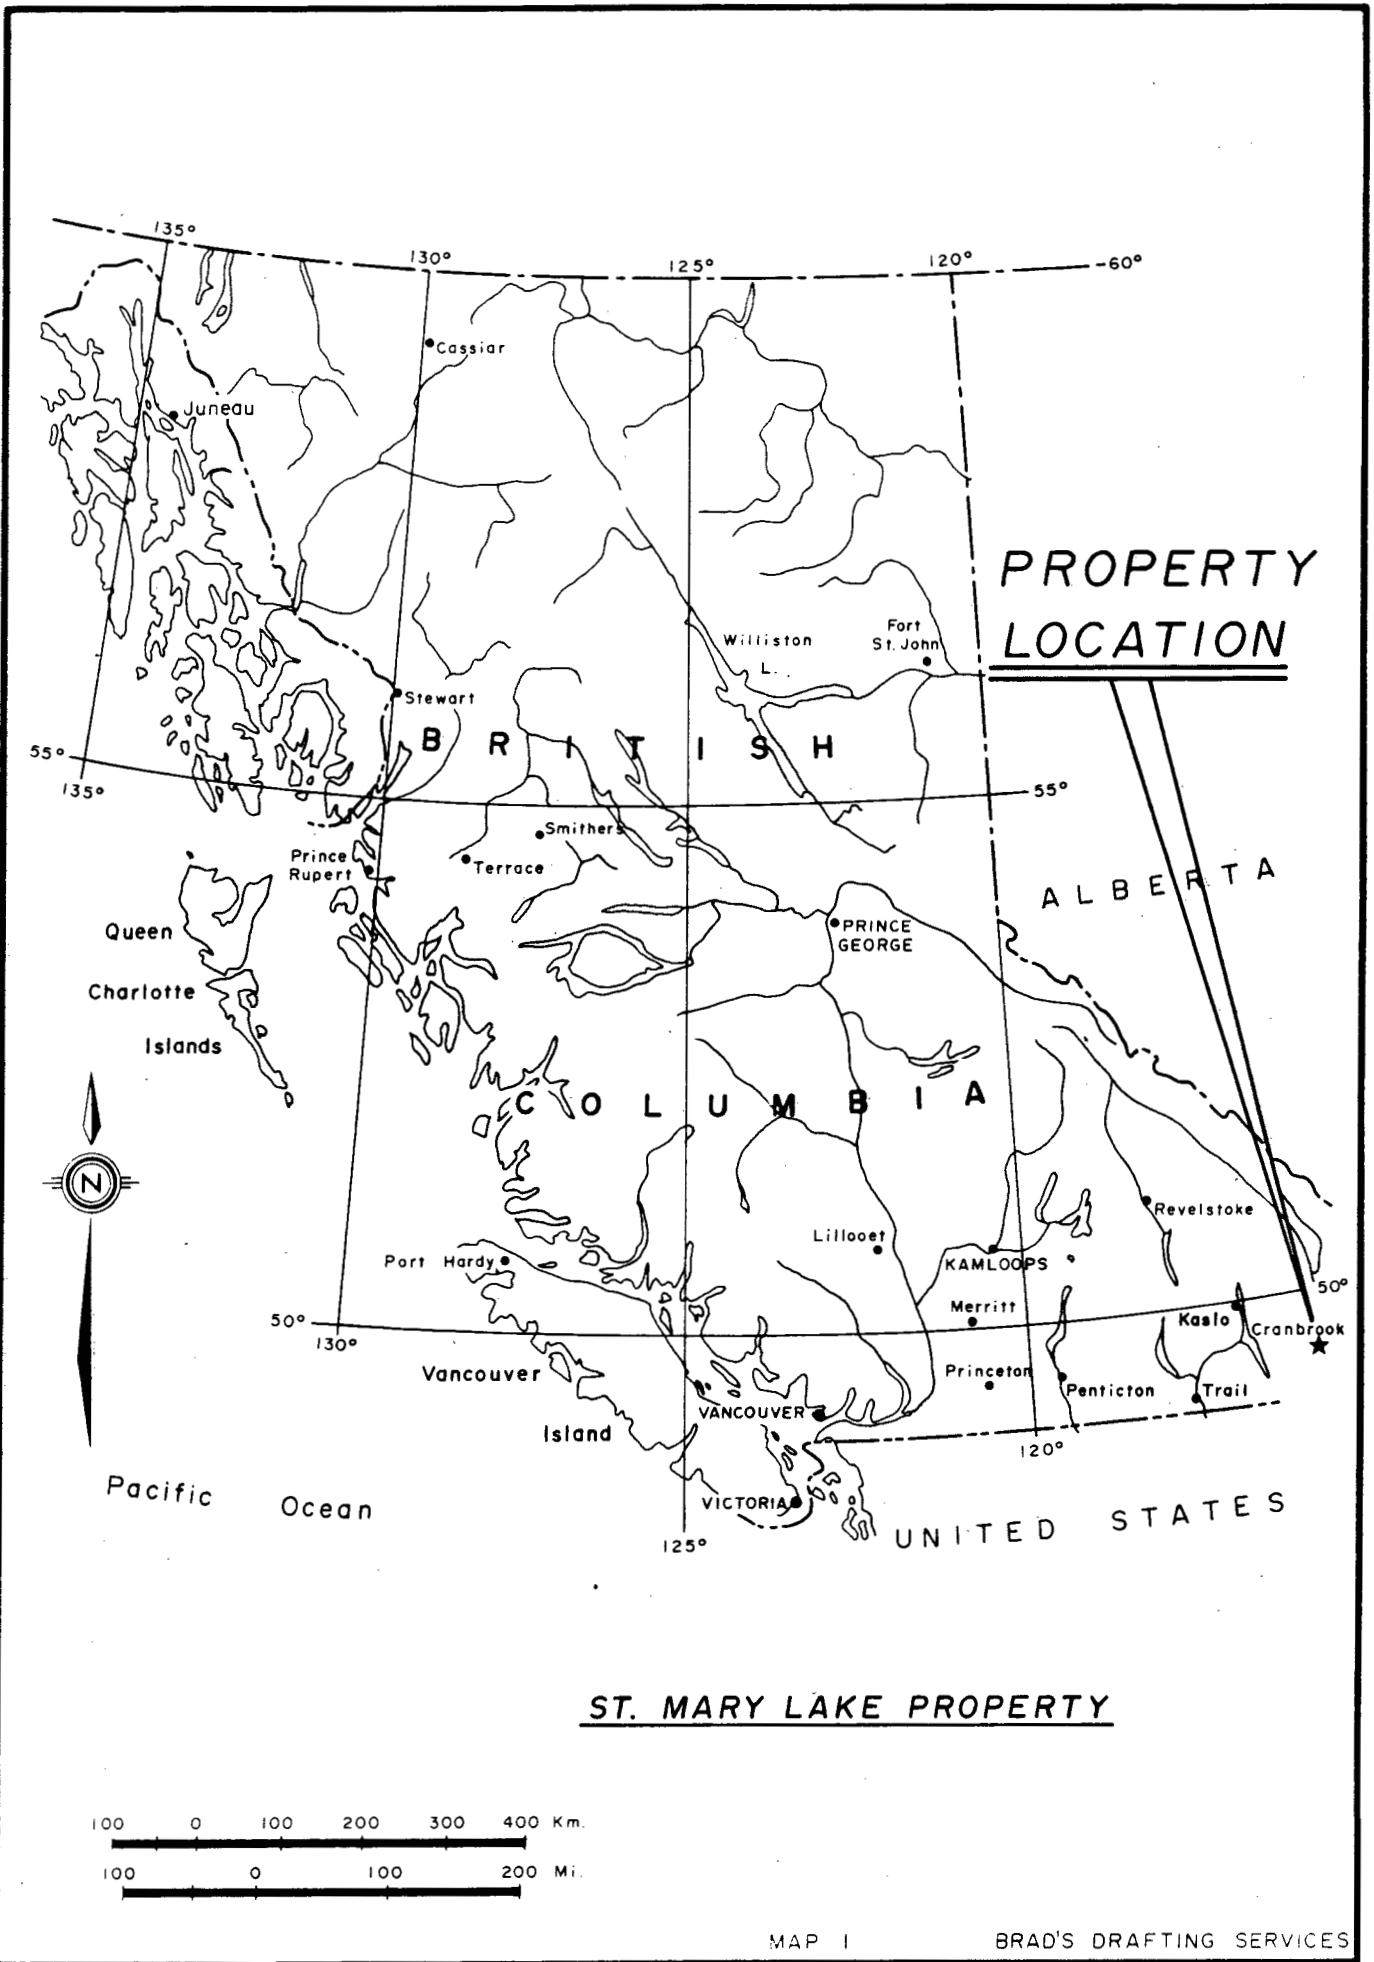 135°
130°
125°
120°
60°
Cassiar
Juneau
PROPERTY
LOCATION
Williston
L.
Fort
St. John
Stewart
BRITISH
55°
135°
55°
Smithers
Terrace
Prince
Rupert
ALBERTA
Queen
Charlotte
Islands
PRINCE
GEORGE
COLUMBIA
N
Revelstoke
Lillooet
Port Hardy
KAMLOOPS
50°
Merritt
Kaslo
Cranbrook
50°
130°
Vancouver
Island
Princeton
Penticton
Trail
VANCOUVER
120°
Pacific Ocean
VICTORIA
UNITED STATES
125°
ST. MARY LAKE PROPERTY
100 0 100 200 300 400 Km.
100 0 100 200 Mi.
MAP 1
BRAD'S DRAFTING SERVICES